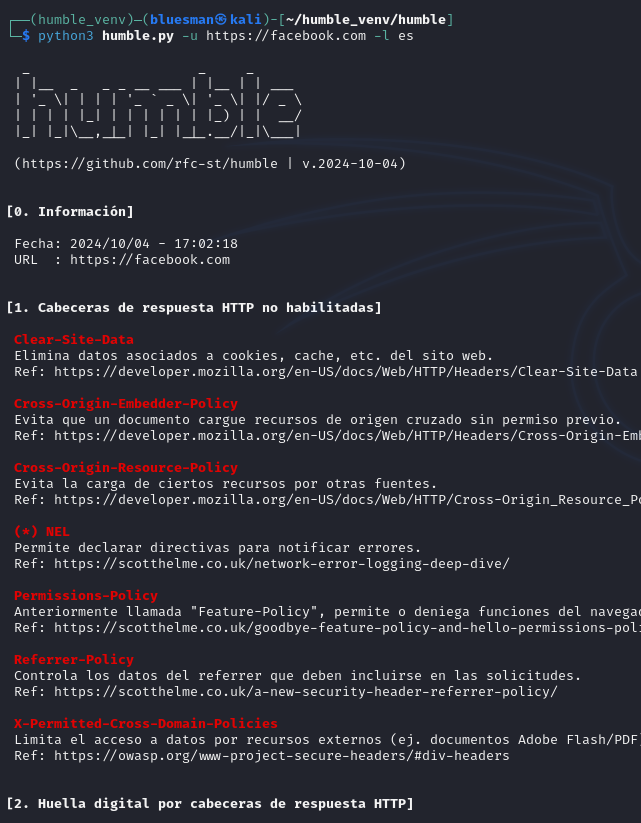 (humble_venv)─(bluesman㉿kali)-[~/humble_venv/humble]
$ python3 humble.py -u https://facebook.com -l es
humble
(https://github.com/rfc-st/humble | v.2024-10-04)
[0. Información]
Fecha: 2024/10/04 - 17:02:18
URL  : https://facebook.com
[1. Cabeceras de respuesta HTTP no habilitadas]
Clear-Site-Data
Elimina datos asociados a cookies, cache, etc. del sito web.
Ref: https://developer.mozilla.org/en-US/docs/Web/HTTP/Headers/Clear-Site-Data
Cross-Origin-Embedder-Policy
Evita que un documento cargue recursos de origen cruzado sin permiso previo.
Ref: https://developer.mozilla.org/en-US/docs/Web/HTTP/Headers/Cross-Origin-Emb
Cross-Origin-Resource-Policy
Evita la carga de ciertos recursos por otras fuentes.
Ref: https://developer.mozilla.org/en-US/docs/Web/HTTP/Cross-Origin_Resource_Po
(*) NEL
Permite declarar directivas para notificar errores.
Ref: https://scotthelme.co.uk/network-error-logging-deep-dive/
Permissions-Policy
Anteriormente llamada "Feature-Policy", permite o deniega funciones del navegad
Ref: https://scotthelme.co.uk/goodbye-feature-policy-and-hello-permissions-poli
Referrer-Policy
Controla los datos del referrer que deben incluirse en las solicitudes.
Ref: https://scotthelme.co.uk/a-new-security-header-referrer-policy/
X-Permitted-Cross-Domain-Policies
Limita el acceso a datos por recursos externos (ej. documentos Adobe Flash/PDF)
Ref: https://owasp.org/www-project-secure-headers/#div-headers
[2. Huella digital por cabeceras de respuesta HTTP]